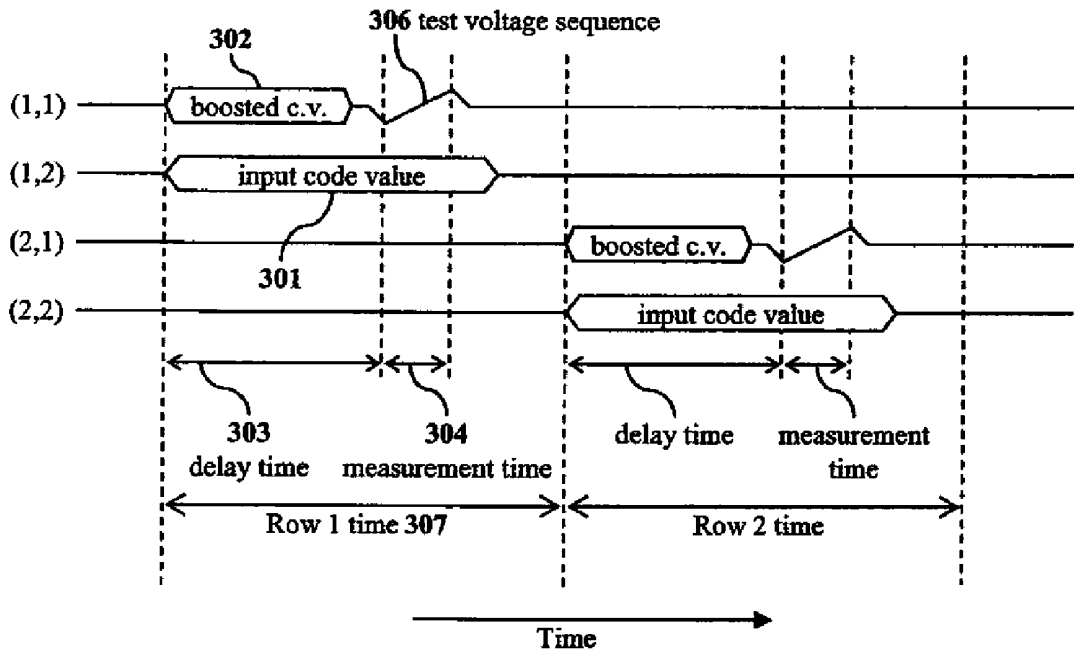 306 test voltage sequence
302
(1,1) boosted c.v.
(1,2) input code value
(2,1) boosted c.v.
301
(2,2) input code value
303 304 delay time measurement
delay time measurement time time
Row 1 time 307 Row 2 time
Time